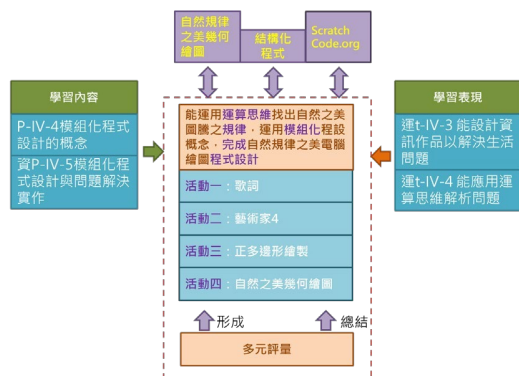 自然規律
之美幾何
繪圖
結構化
程式
Scratch
Code.org
學習內容
P-IV-4模組化程式
設計的概念
資P-IV-5模組化程
式設計與問題解決
實作
能運用運算思維找出自然之美
圖騰之規律，運用模組化程設
概念，完成自然規律之美電腦
繪圖程式設計
活動一：歌詞
活動二：藝術家4
活動三：正多邊形繪製
活動四：自然之美幾何繪圖
形成
總結
多元評量
學習表現
運t-IV-3 能設計資
訊作品以解決生活
問題
運t-IV-4 能應用運
算思維解析問題